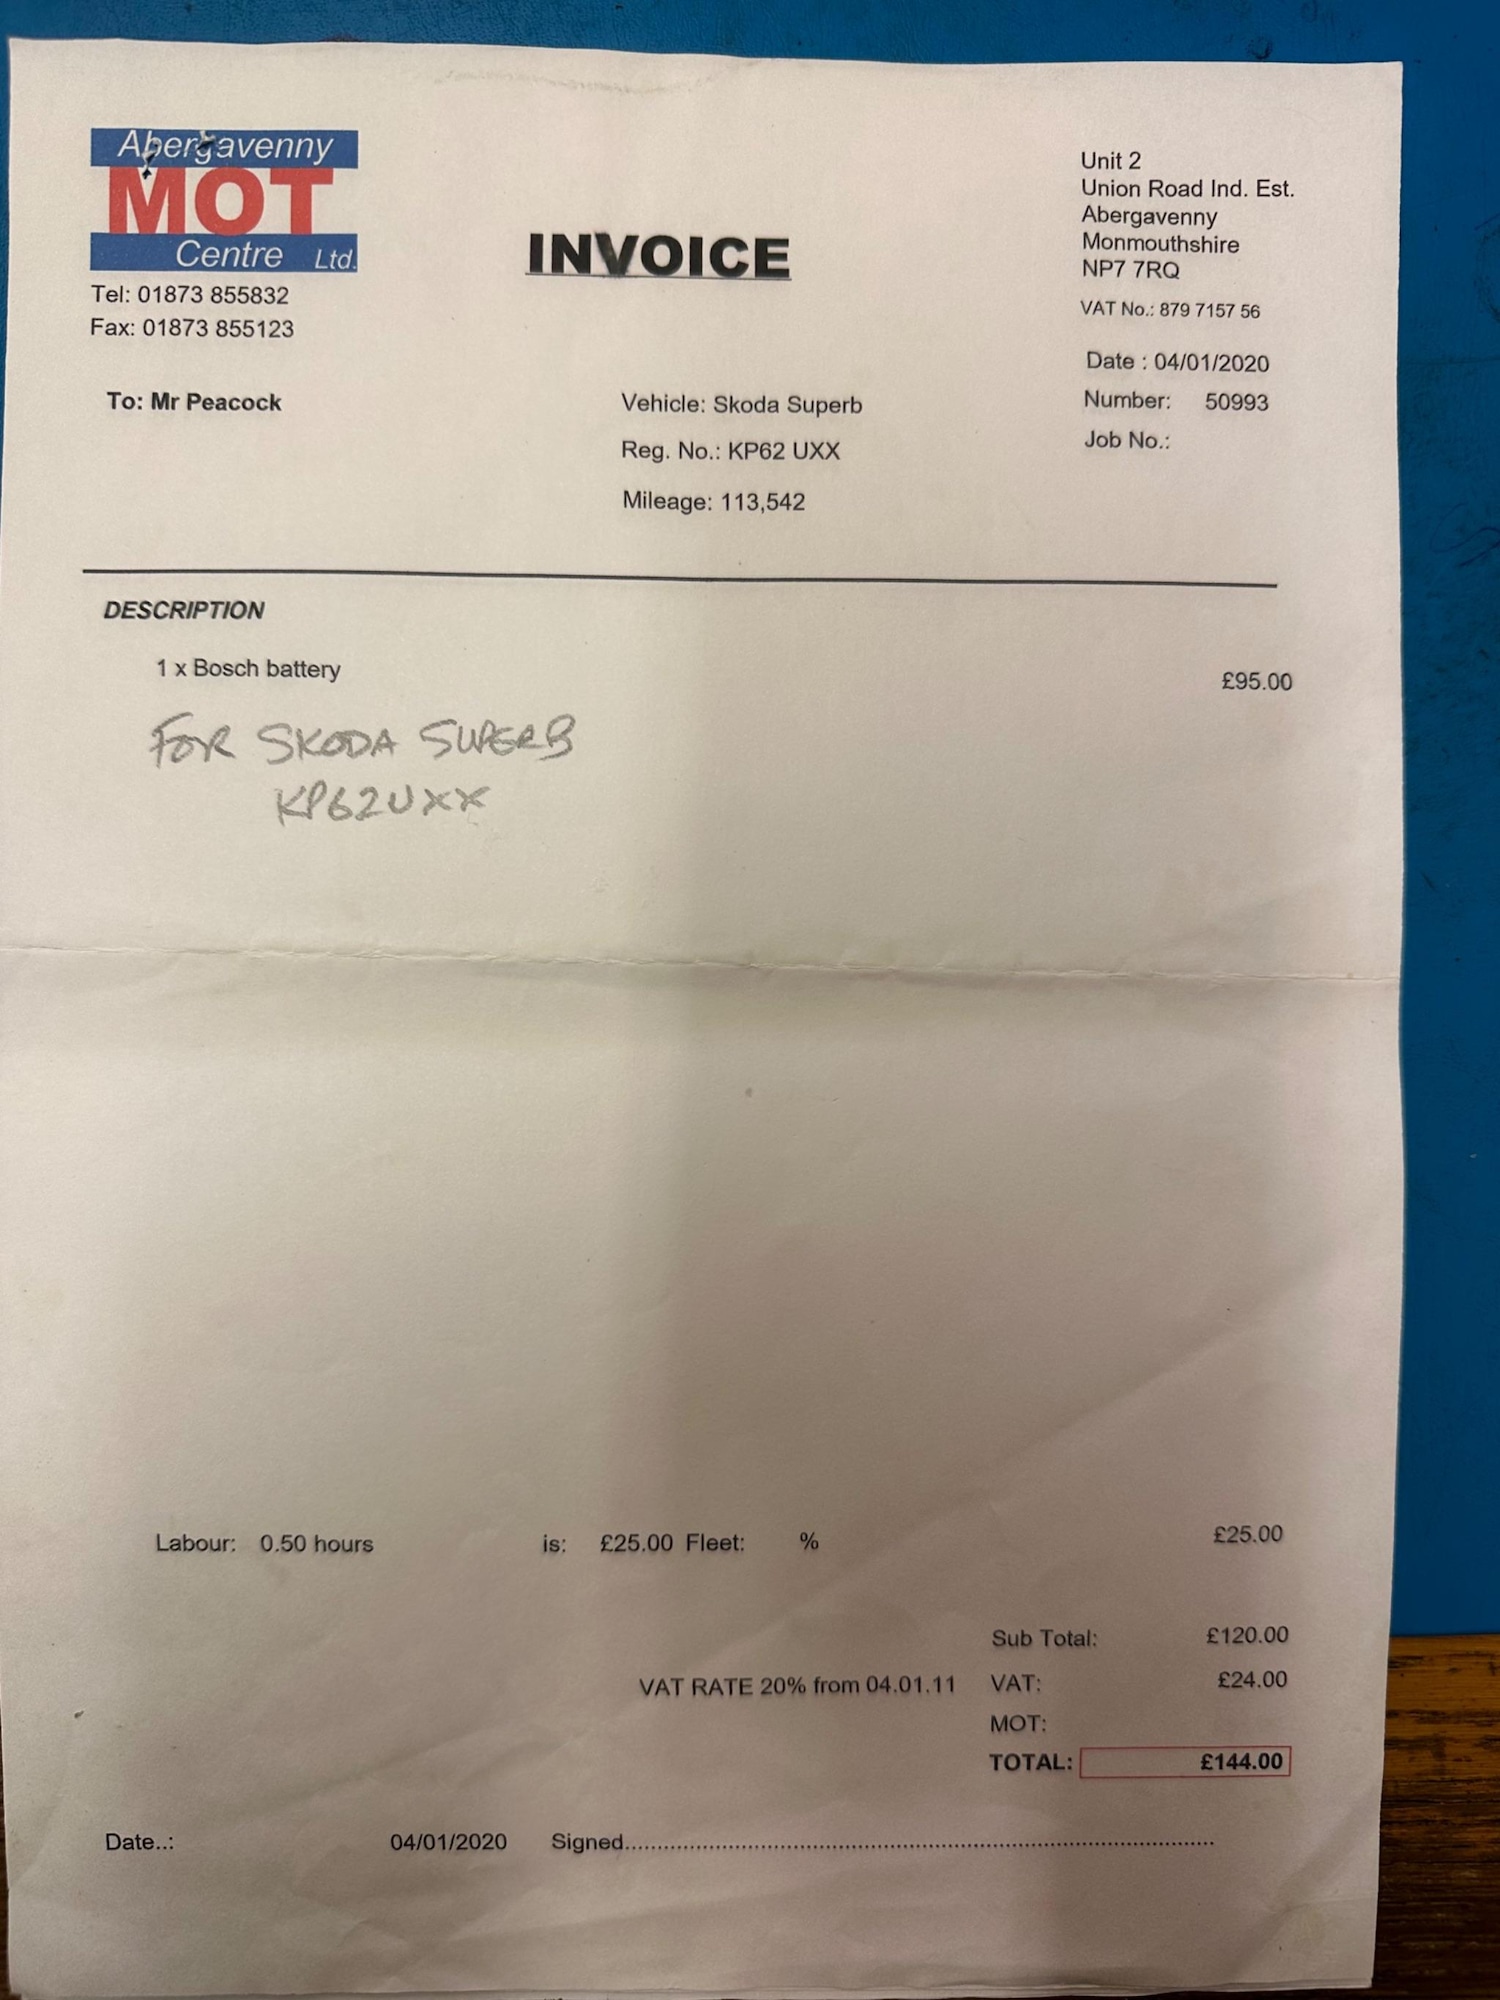 Abergavenny
MOT
Centre Ltd.
Tel: 01873 855832
Fax: 01873 855123
INVOICE
Unit 2
Union Road Ind. Est.
Abergavenny
Monmouthshire
NP7 7RQ
VAT No.: 879 7157 56
Date : 04/01/2020
Number: 50993
Job No.:
To: Mr Peacock
Vehicle: Skoda Superb
Reg. No.: KP62 UXX
Mileage: 113,542
DESCRIPTION
1 x Bosch battery £95.00
FOR SKODA SUPERB
KP62UXX
Labour: 0.50 hours is: £25.00 Fleet: % £25.00
Sub Total: £120.00
VAT RATE 20% from 04.01.11 VAT: £24.00
MOT:
TOTAL: £144.00
Date..: 04/01/2020 Signed..........................................................................................